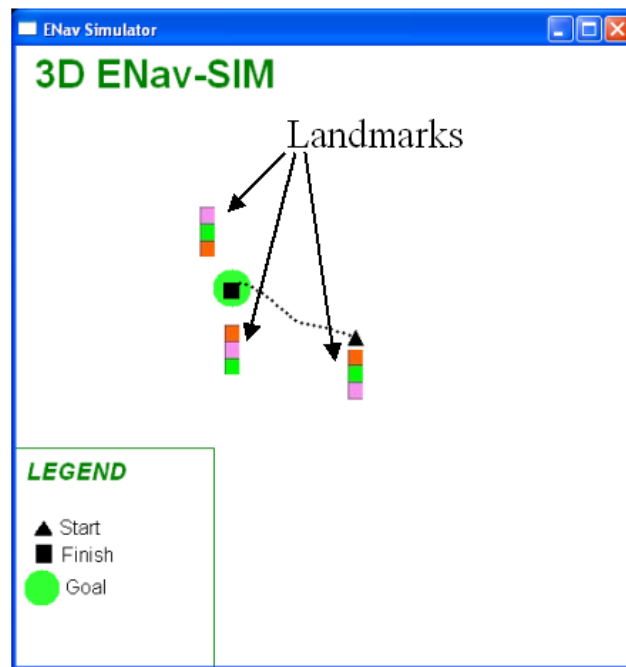 ENav Simulator
3D ENav-SIM
Landmarks
LEGEND
Start
Finish
Goal